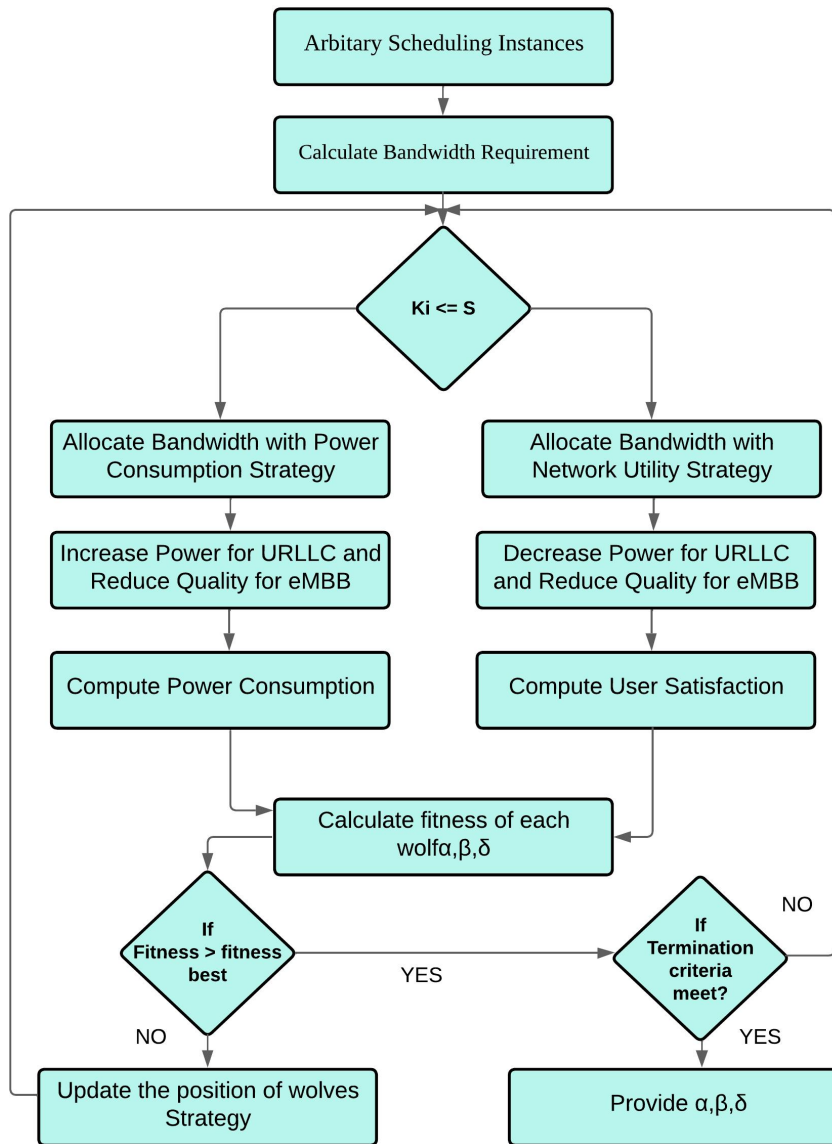 Arbitary Scheduling Instances
Calculate Bandwidth Requirement
Ki <= S
Allocate Bandwidth with Power
Consumption Strategy
Allocate Bandwidth with
Network Utility Strategy
Increase Power for URLLC and
Reduce Quality for eMBB
Decrease Power for URLLC
and Reduce Quality for eMBB
Compute Power Consumption
Compute User Satisfaction
Calculate fitness of each
wolfα,β,δ
If
Fitness > fitness
best
YES
NO
If
Termination
criteria
meet?
NO
YES
Update the position of wolves
Strategy
Provide α,β,δ